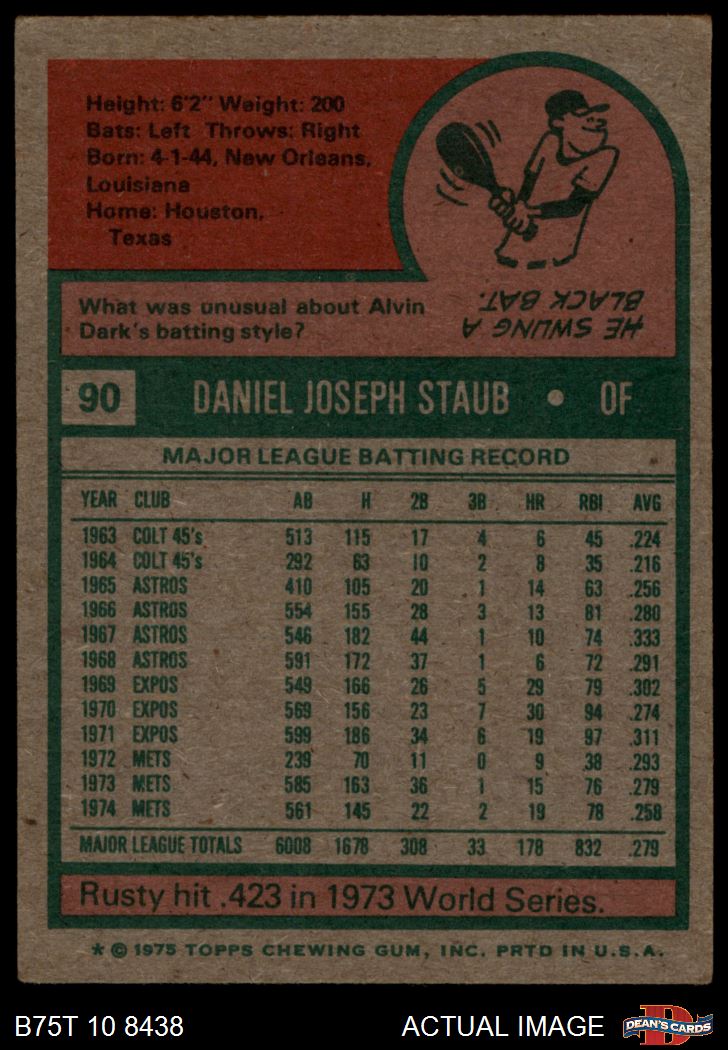 Height: 6'2" Weight: 200
Bats: Left Throws: Right
Born: 4-1-44, New Orleans,
Louisiana
Home: Houston,
Texas
What was unusual about Alvin
Dark's batting style?
HE SWUNG A
BLACK BAT.
90 DANIEL JOSEPH STAUB • OF
MAJOR LEAGUE BATTING RECORD
YEAR CLUB AB H 2B 3B HR RBI AVG
1963 COLT 45's 513 115 17 4 6 45 .224
1964 COLT 45's 292 63 10 2 8 35 .216
1965 ASTROS 410 105 20 1 14 63 .256
1966 ASTROS 554 155 28 3 13 81 .280
1967 ASTROS 546 182 44 1 10 74 .333
1968 ASTROS 591 172 37 1 6 72 .291
1969 EXPOS 549 166 26 5 29 79 .302
1970 EXPOS 569 156 23 7 30 94 .274
1971 EXPOS 599 186 34 6 19 97 .311
1972 METS 239 70 11 0 9 38 .293
1973 METS 585 163 36 1 15 76 .279
1974 METS 561 145 22 2 19 78 .258
MAJOR LEAGUE TOTALS 6008 1678 308 33 178 832 .279
Rusty hit .423 in 1973 World Series.
* © 1975 TOPPS CHEWING GUM, INC. PRTD IN U.S.A.
B75T 10 8438 ACTUAL IMAGE D DEAN'S CARDS